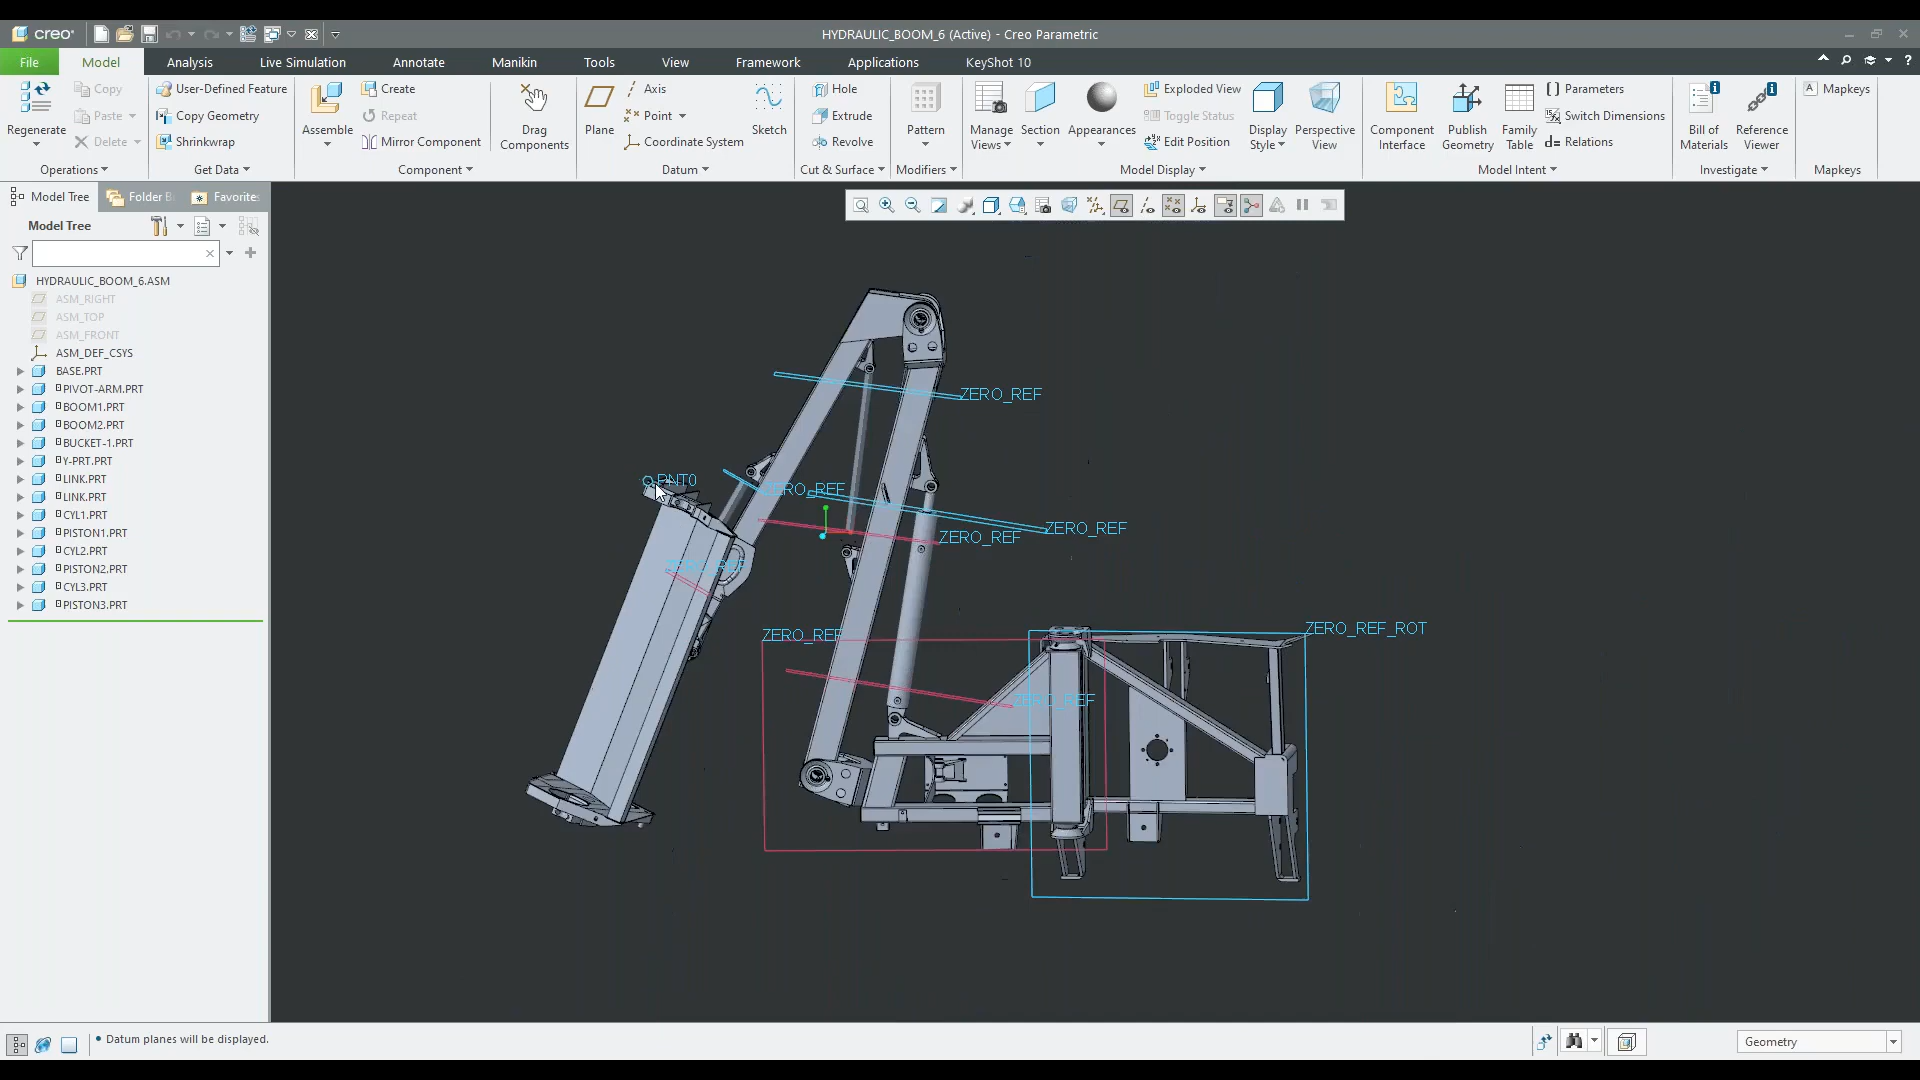 creo
HYDRAULIC_BOOM_6 (Active) - Creo Parametric
File Model Analysis Live Simulation Annotate Manikin Tools View Framework Applications KeyShot 10
Regenerate
Copy
Paste
Delete
Operations
User-Defined Feature
Copy Geometry
Shrinkwrap
Get Data
Assemble
Create
Repeat
Mirror Component
Component
Drag
Components
Plane
Axis
Point
Coordinate System
Sketch
Datum
Hole
Extrude
Revolve
Cut & Surface
Pattern
Modifiers
Manage
Views
Section
Appearances
Exploded View
Toggle Status
Edit Position
Display
Style
Perspective
View
Model Display
Component
Interface
Publish
Geometry
Family
Table
Parameters
Switch Dimensions
Relations
Model Intent
Bill of
Materials
Reference
Viewer
Investigate
Mapkeys
Mapkeys
Model Tree Folder B Favorites
Model Tree
HYDRAULIC_BOOM_6.ASM
ASM_RIGHT
ASM_TOP
ASM_FRONT
ASM_DEF_CSYS
BASE.PRT
PIVOT-ARM.PRT
BOOM1.PRT
BOOM2.PRT
BUCKET-1.PRT
Y-PRT.PRT
LINK.PRT
LINK.PRT
CYL1.PRT
PISTON1.PRT
CYL2.PRT
PISTON2.PRT
CYL3.PRT
PISTON3.PRT
ZERO_REF
PNT0
ZERO_REF
ZERO_REF
ZERO_REF
ZERO_REF
ZERO_REF
ZERO_REF_ROT
ZERO_REF
Datum planes will be displayed.
Geometry